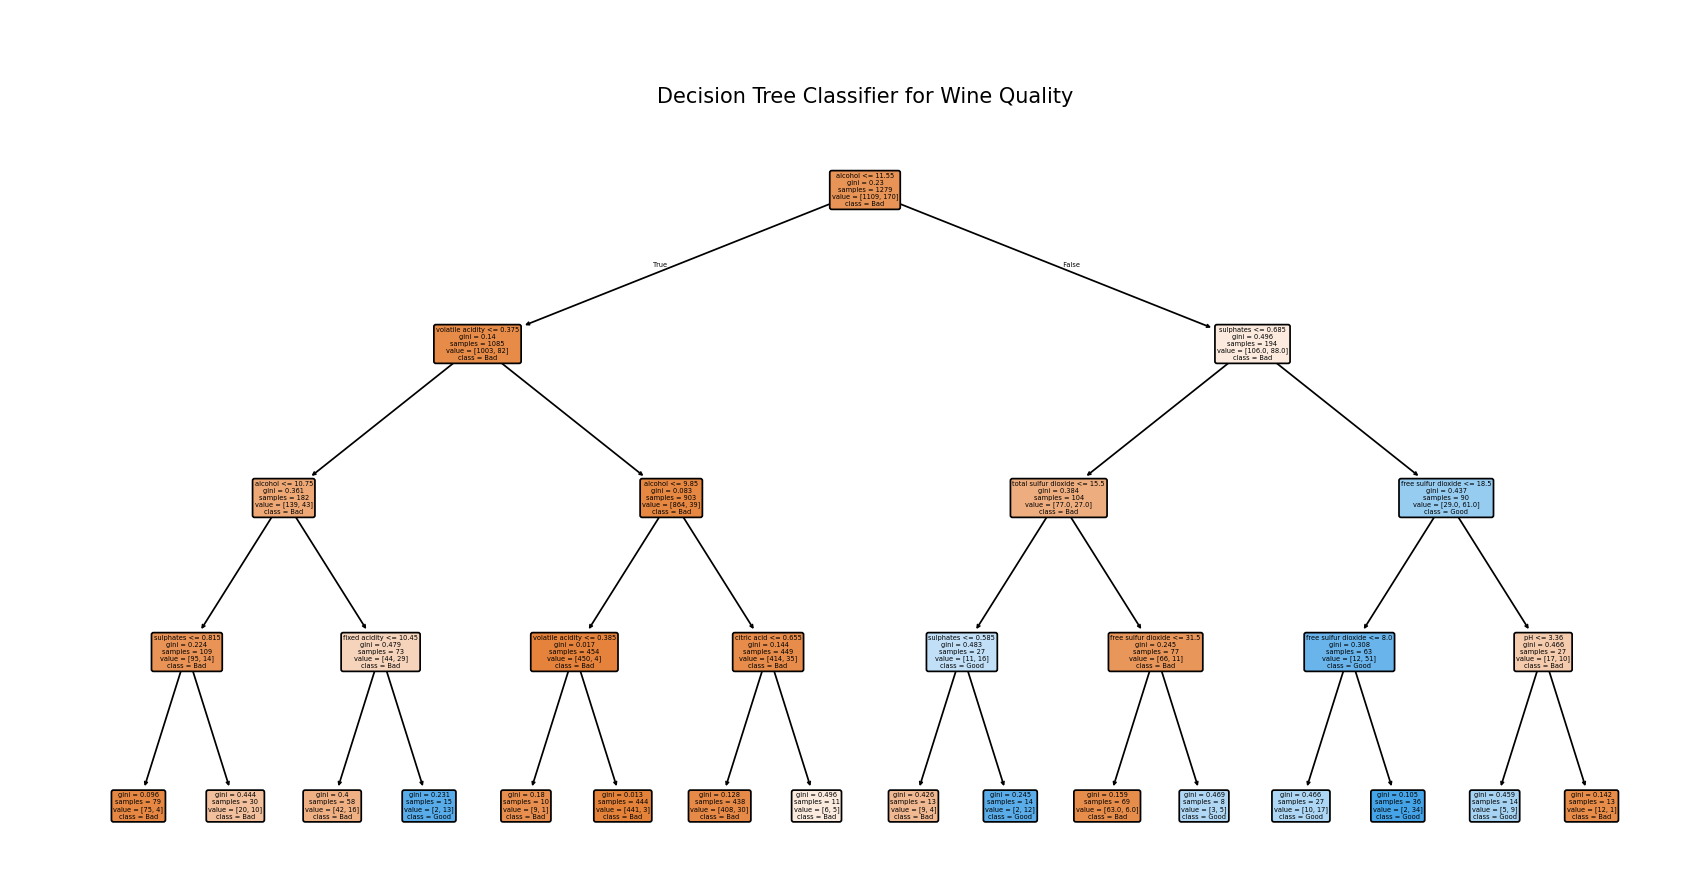 Decision Tree Classifier for Wine Quality
alcohol <= 11.55
gini = 0.23
samples = 1279
value = [1109, 170]
class = Bad
True
False
volatile acidity <= 0.375
gini = 0.14
samples = 1085
value = [1003, 82]
class = Bad
sulphates <= 0.685
gini = 0.496
samples = 194
value = [106.0, 88.0]
class = Bad
alcohol <= 10.75
gini = 0.361
samples = 182
value = [139, 43]
class = Bad
alcohol <= 9.85
gini = 0.083
samples = 903
value = [864, 39]
class = Bad
total sulfur dioxide <= 15.5
gini = 0.384
samples = 104
value = [77.0, 27.0]
class = Bad
free sulfur dioxide <= 18.5
gini = 0.437
samples = 90
value = [29.0, 61.0]
class = Good
sulphates <= 0.815
gini = 0.224
samples = 109
value = [95, 14]
class = Bad
fixed acidity <= 10.45
gini = 0.479
samples = 73
value = [44, 29]
class = Bad
volatile acidity <= 0.385
gini = 0.017
samples = 454
value = [450, 4]
class = Bad
citric acid <= 0.655
gini = 0.144
samples = 449
value = [414, 35]
class = Bad
sulphates <= 0.585
gini = 0.483
samples = 27
value = [11, 16]
class = Good
free sulfur dioxide <= 31.5
gini = 0.245
samples = 77
value = [66, 11]
class = Bad
free sulfur dioxide <= 8.0
gini = 0.308
samples = 63
value = [12, 51]
class = Good
pH <= 3.36
gini = 0.466
samples = 27
value = [17, 10]
class = Bad
gini = 0.096
samples = 79
value = [75, 4]
class = Bad
gini = 0.444
samples = 30
value = [20, 10]
class = Bad
gini = 0.4
samples = 58
value = [42, 16]
class = Bad
gini = 0.231
samples = 15
value = [2, 13]
class = Good
gini = 0.18
samples = 10
value = [9, 1]
class = Bad
gini = 0.013
samples = 444
value = [441, 3]
class = Bad
gini = 0.128
samples = 438
value = [408, 30]
class = Bad
gini = 0.496
samples = 11
value = [6, 5]
class = Bad
gini = 0.426
samples = 13
value = [9, 4]
class = Bad
gini = 0.245
samples = 14
value = [2, 12]
class = Good
gini = 0.159
samples = 69
value = [63.0, 6.0]
class = Bad
gini = 0.469
samples = 8
value = [3, 5]
class = Good
gini = 0.466
samples = 27
value = [10, 17]
class = Good
gini = 0.105
samples = 36
value = [2, 34]
class = Good
gini = 0.459
samples = 14
value = [5, 9]
class = Good
gini = 0.142
samples = 13
value = [12, 1]
class = Bad